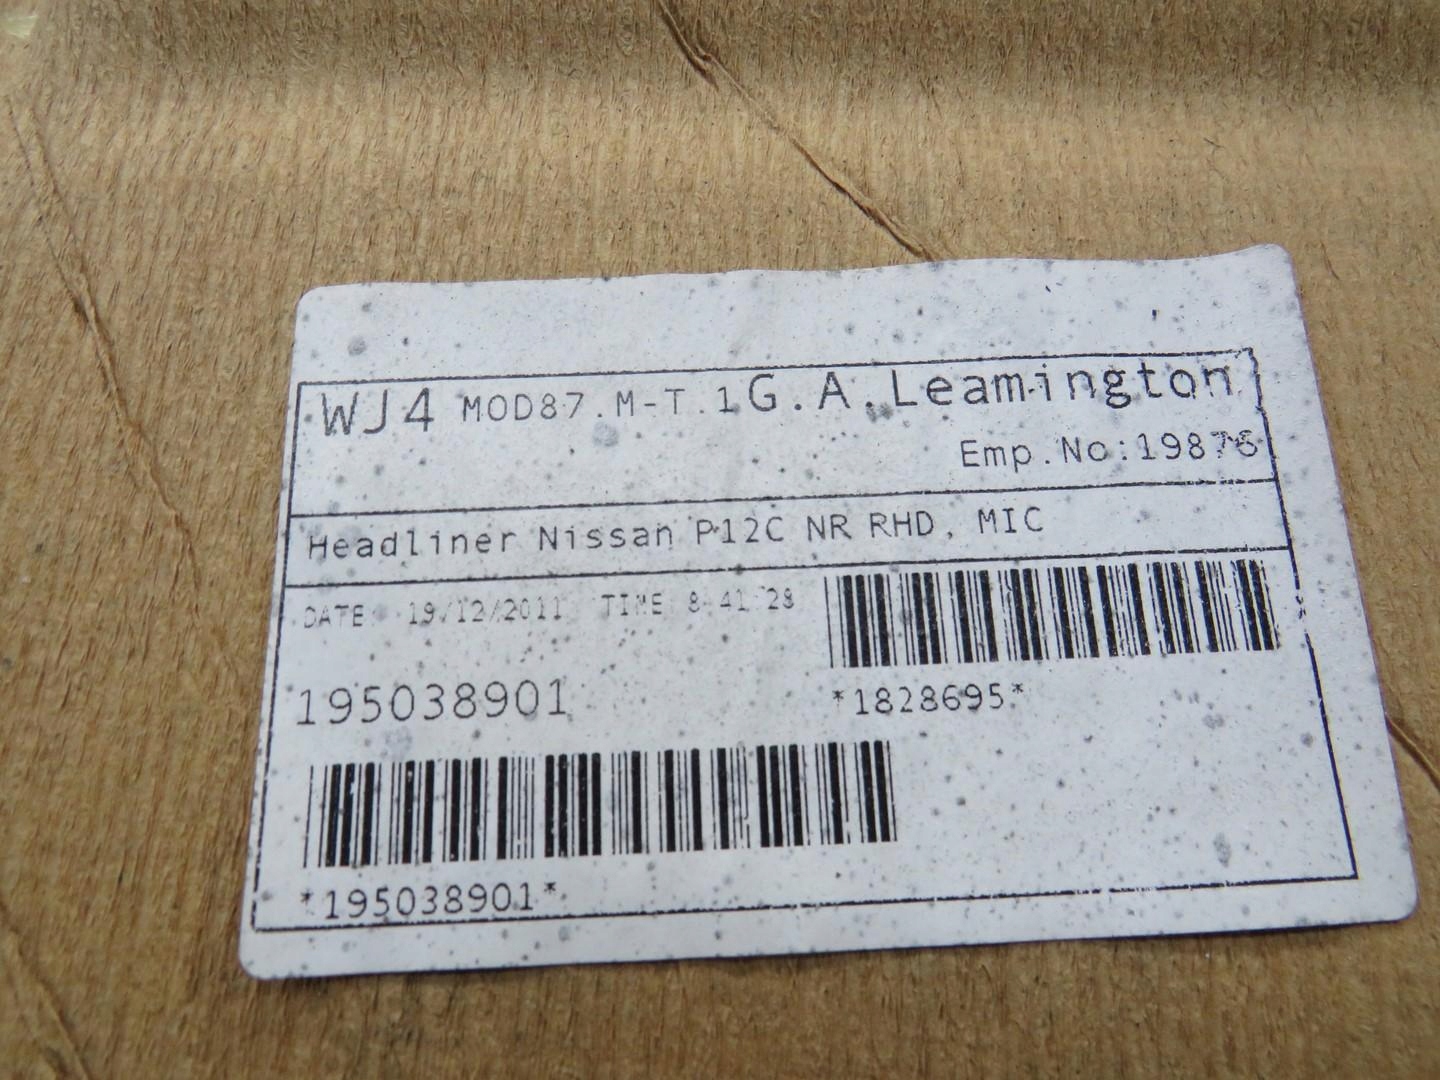 WJ4 MOD87.M-T.1G.A.Leamington
Emp.No:19876
Headliner Nissan P12C NR RHD, MIC
DATE: 19/12/2011 TIME 8:41:28
195038901
*1828695*
*195038901*